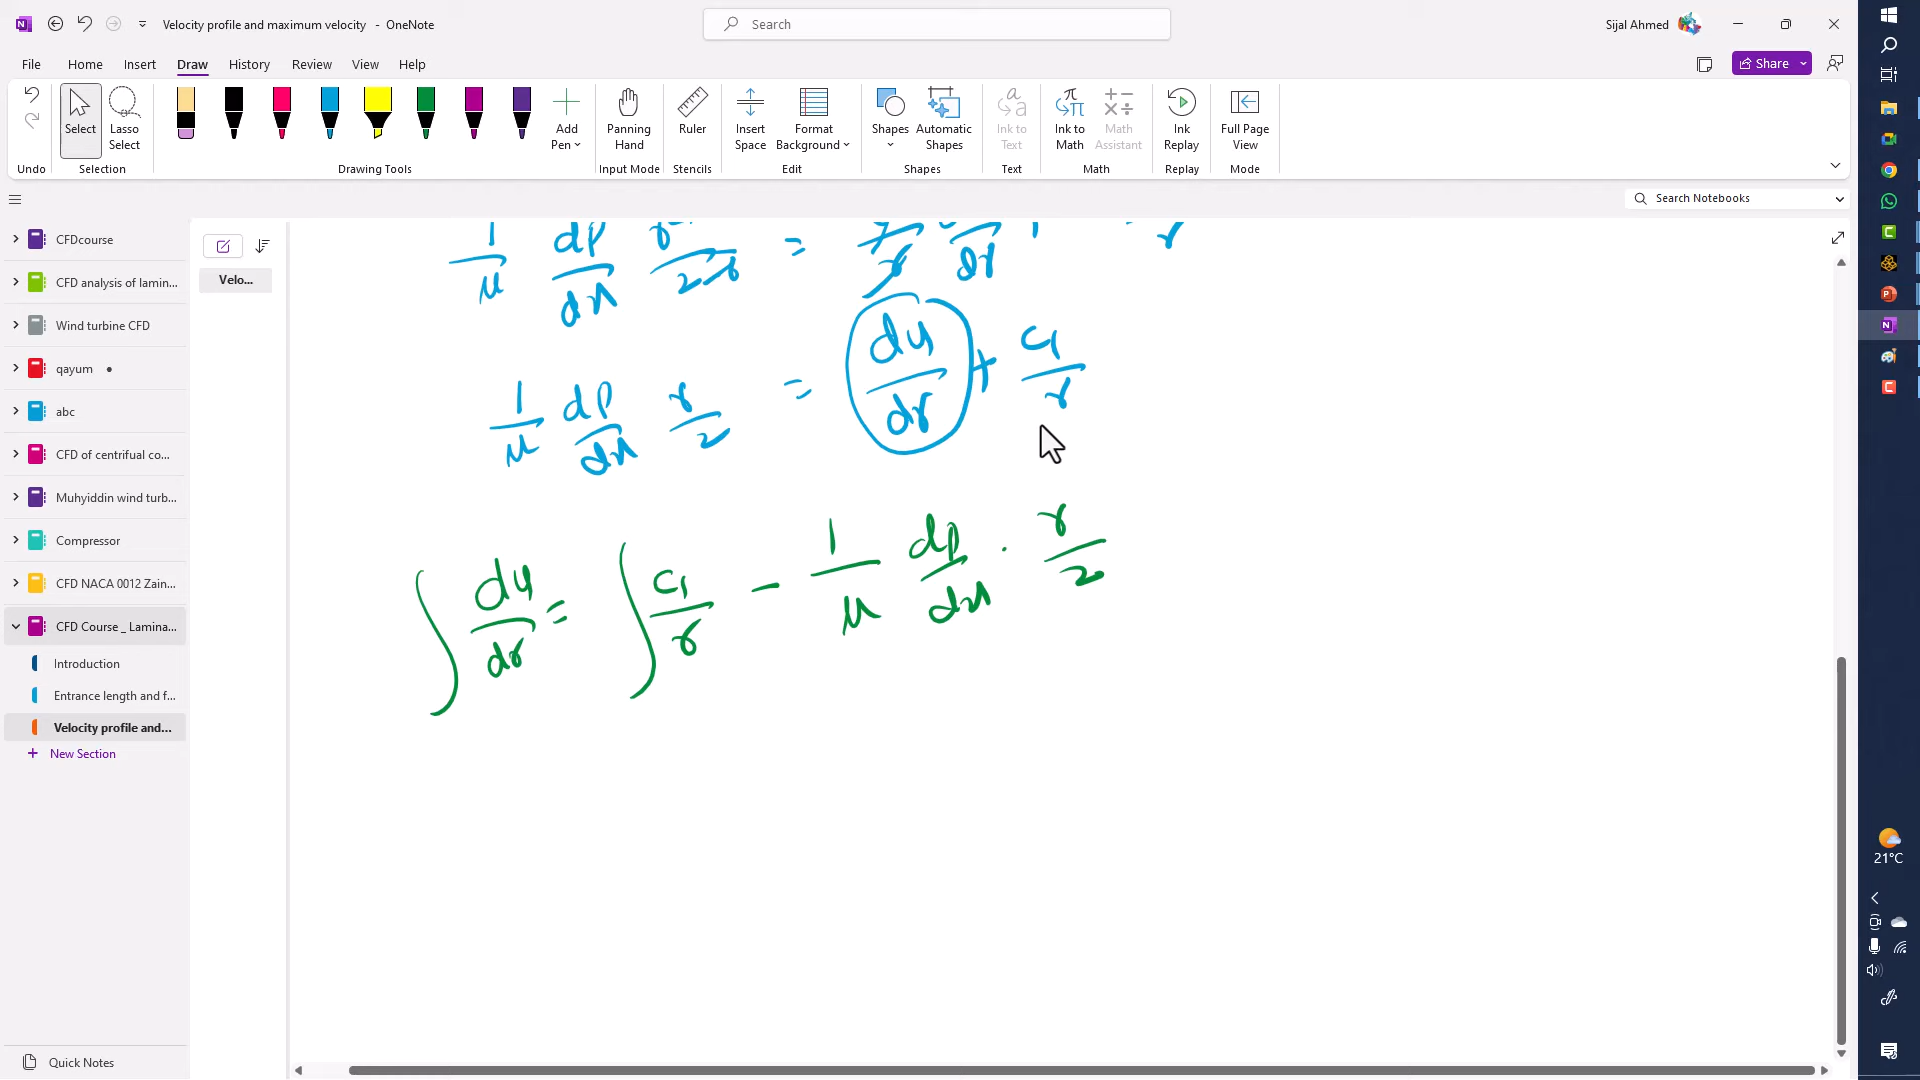 Velocity profile and maximum velocity - OneNote
Search
Sijal Ahmed
File Home Insert Draw History Review View Help
Share
Select
Lasso Select
Add Pen
Panning Hand
Ruler
Insert Space
Format Background
Shapes
Automatic Shapes
Ink to Text
Ink to Math
Math Assistant
Ink Replay
Full Page View
Undo Selection Drawing Tools Input Mode Stencils Edit Shapes Text Math Replay Mode
Search Notebooks
CFDcourse
CFD analysis of lamin...
Wind turbine CFD
qayum
abc
CFD of centrifual co...
Muhyiddin wind turb...
Compressor
CFD NACA 0012 Zain...
CFD Course _ Lamina...
Introduction
Entrance length and f...
Velocity profile and...
New Section
Quick Notes
Velo...
1/μ dp/dx r/2 = du/dr + c1/r
∫ du/dr = ∫ c1/r - 1/μ dp/dx · r/2
21°C